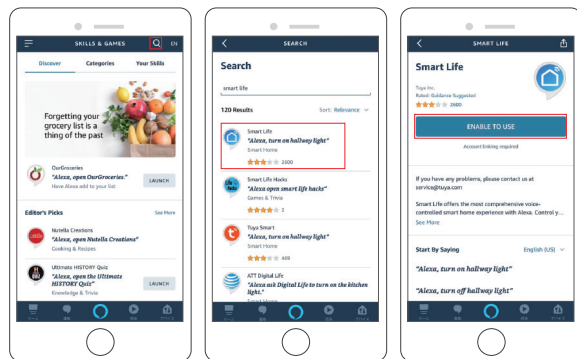 SKILLS & GAMES
EN
Discover
Categories
Your Skills
Forgetting your
grocery list is a
thing of the past
OurGroceries
"Alexa, open OurGroceries."
Have Alexa add to your list
LAUNCH
Editor's Picks
See More
Nutella Creations
"Alexa, open Nutella Creations"
Cooking & Recipes
Ultimate HISTORY Quiz
"Alexa, open the Ultimate
HISTORY Quiz"
Knowledge & Trivia
LAUNCH
SEARCH
Search
smart life
120 Results
Sort: Relevance
Smart Life
"Alexa, turn on hallway light"
Smart Home
2600
Smart Life Hacks
"Alexa open smart life hacks"
Games & Trivia
2
Tuya Smart
"Alexa, turn on hallway light"
Smart Home
409
ATT Digital Life
"Alexa ask Digital Life to turn on the kitchen
light."
Smart Home
SMART LIFE
Smart Life
Tuya Inc.
Rated: Guidance Suggested
2600
ENABLE TO USE
Account linking required
If you have any problems, please contact us at
service@tuya.com
Smart Life offers the most comprehensive voice-
controlled smart home experience with Alexa. Control y...
See More
Start By Saying
English (US)
"Alexa, turn on hallway light"
"Alexa, turn off hallway light"